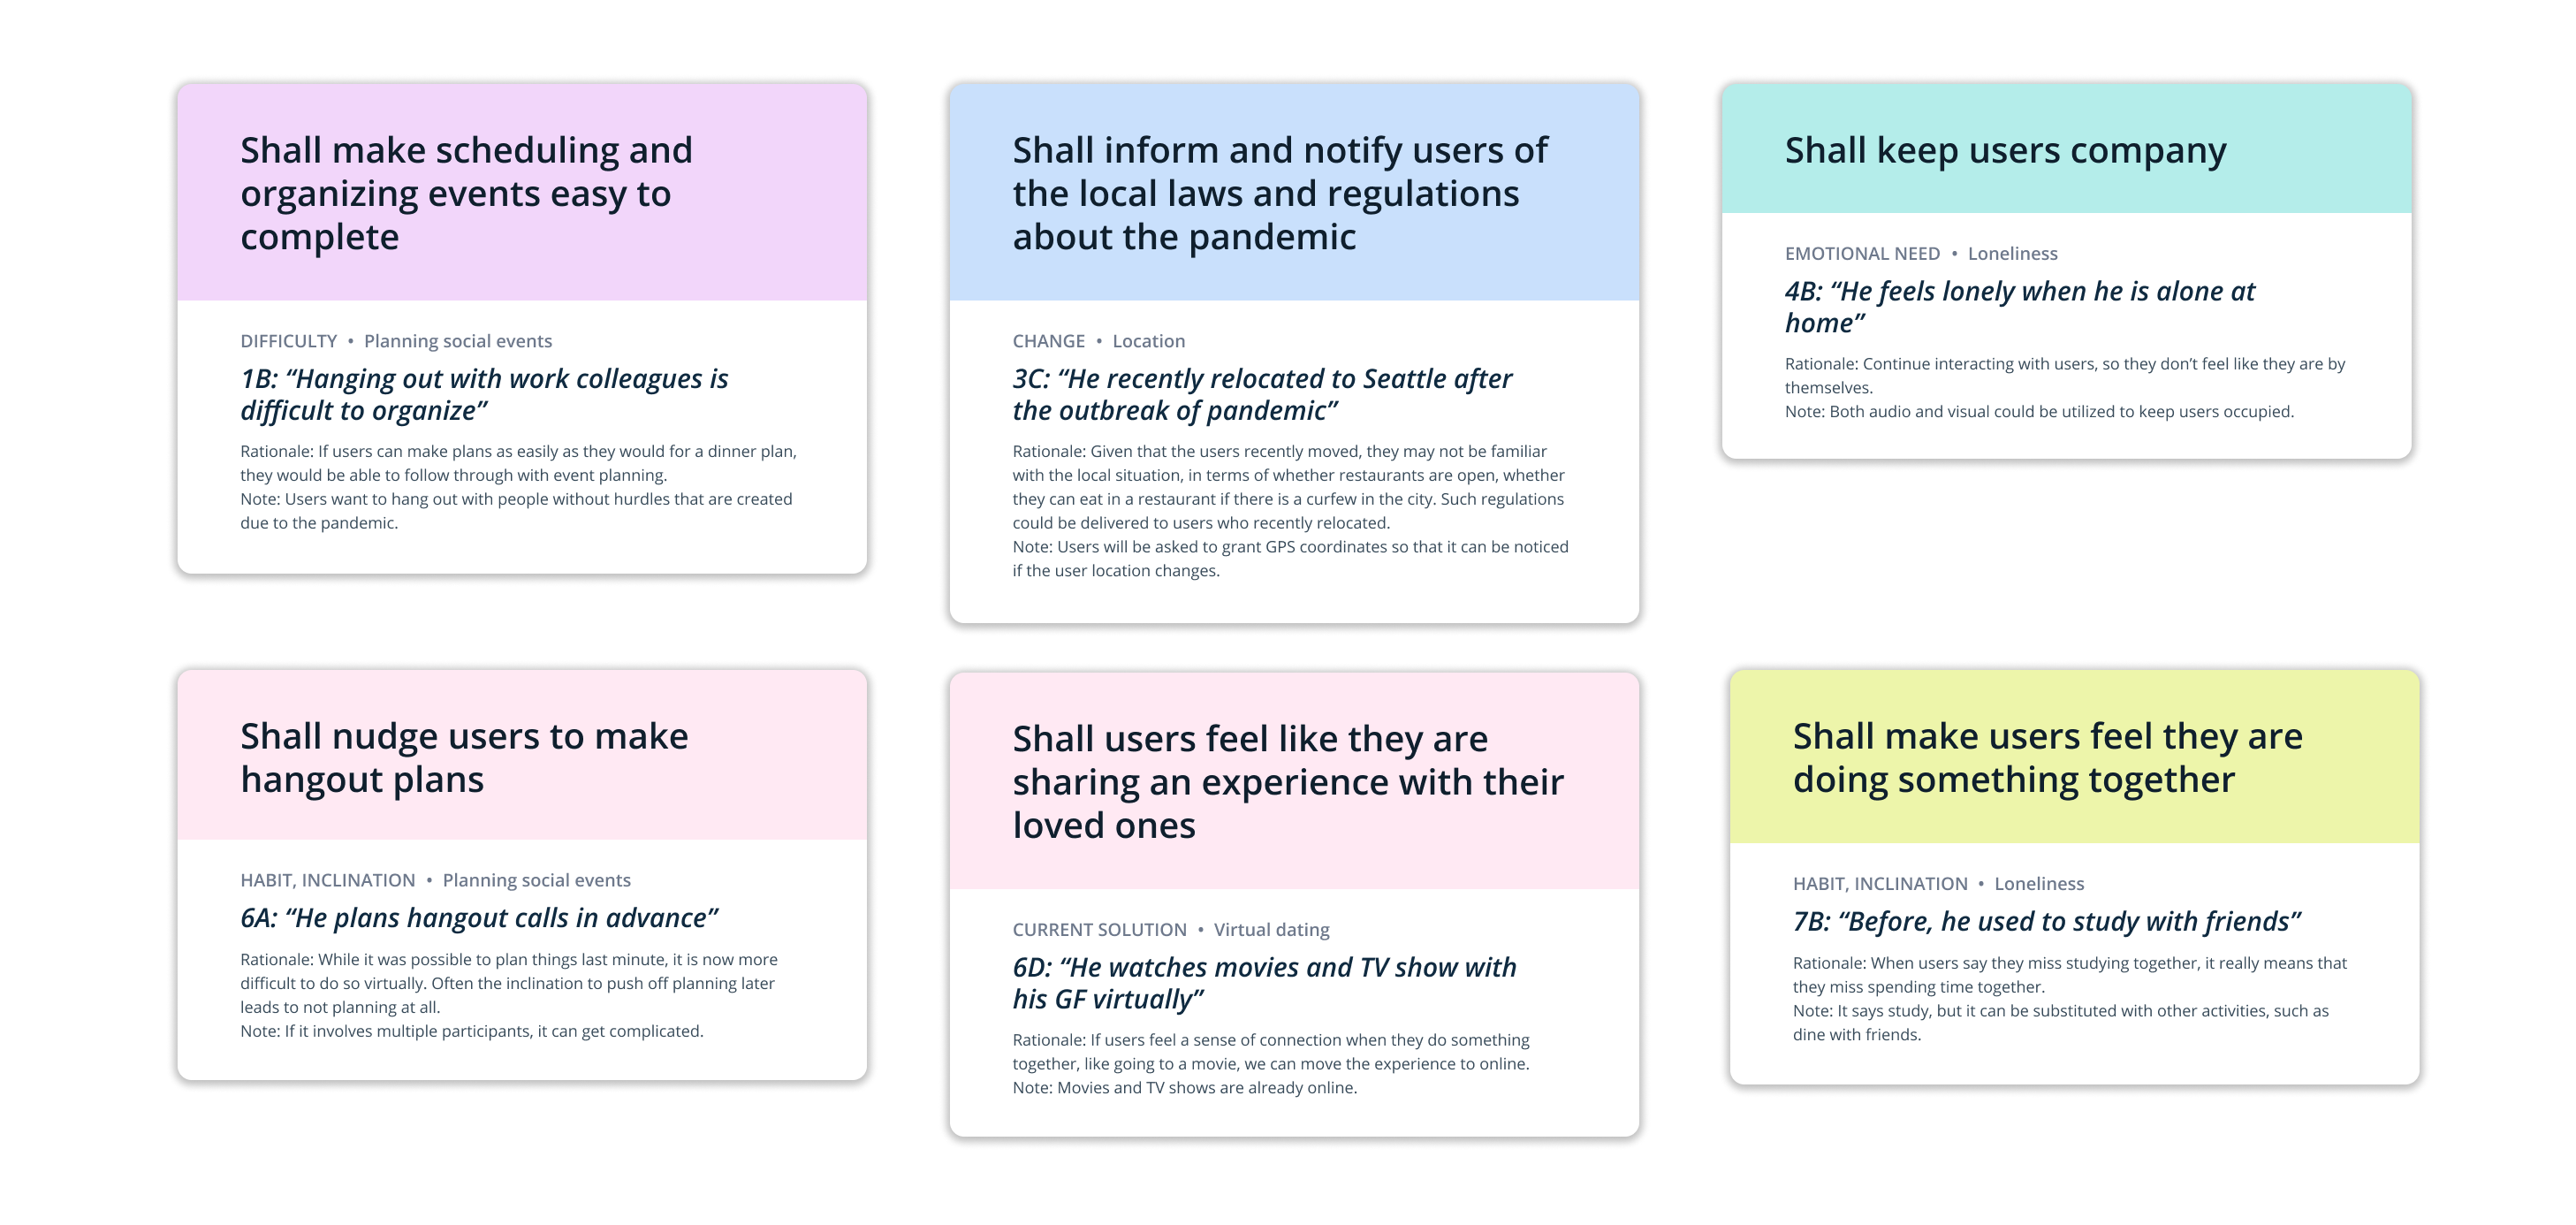 Shall make scheduling and
organizing events easy to
complete
DIFFICULTY • Planning social events
1B: “Hanging out with work colleagues is
difficult to organize”
Rationale: If users can make plans as easily as they would for a dinner plan,
they would be able to follow through with event planning.
Note: Users want to hang out with people without hurdles that are created
due to the pandemic.
Shall inform and notify users of
the local laws and regulations
about the pandemic
CHANGE • Location
3C: “He recently relocated to Seattle after
the outbreak of pandemic”
Rationale: Given that the users recently moved, they may not be familiar
with the local situation, in terms of whether restaurants are open, whether
they can eat in a restaurant if there is a curfew in the city. Such regulations
could be delivered to users who recently relocated.
Note: Users will be asked to grant GPS coordinates so that it can be noticed
if the user location changes.
Shall keep users company
EMOTIONAL NEED • Loneliness
4B: “He feels lonely when he is alone at
home”
Rationale: Continue interacting with users, so they don’t feel like they are by
themselves.
Note: Both audio and visual could be utilized to keep users occupied.
Shall nudge users to make
hangout plans
HABIT, INCLINATION • Planning social events
6A: “He plans hangout calls in advance”
Rationale: While it was possible to plan things last minute, it is now more
difficult to do so virtually. Often the inclination to push off planning later
leads to not planning at all.
Note: If it involves multiple participants, it can get complicated.
Shall users feel like they are
sharing an experience with their
loved ones
CURRENT SOLUTION • Virtual dating
6D: “He watches movies and TV show with
his GF virtually”
Rationale: If users feel a sense of connection when they do something
together, like going to a movie, we can move the experience to online.
Note: Movies and TV shows are already online.
Shall make users feel they are
doing something together
HABIT, INCLINATION • Loneliness
7B: “Before, he used to study with friends”
Rationale: When users say they miss studying together, it really means that
they miss spending time together.
Note: It says study, but it can be substituted with other activities, such as
dine with friends.